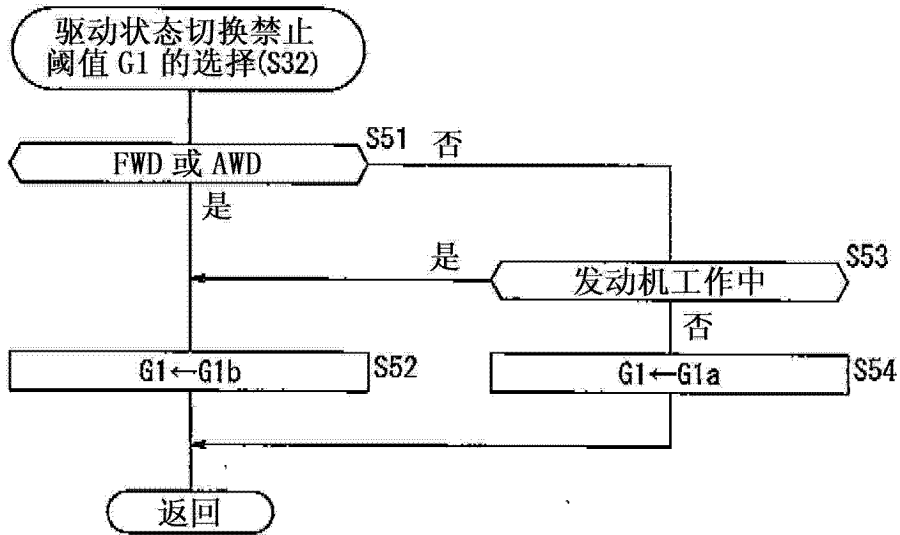 驱动状态切换禁止
阈值 G1 的选择(S32)
S51
否
FWD 或 AWD
是
是
S53
发动机工作中
否
G1←G1b
S52
G1←G1a
S54
返回